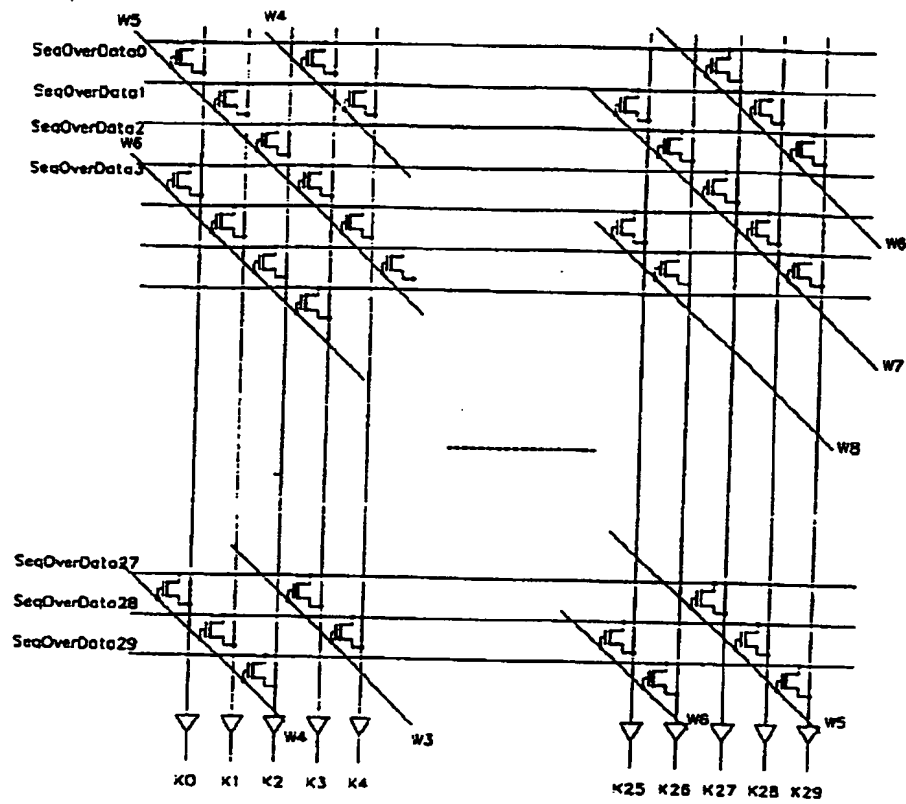 W5
W4
SeqOverData0
SeqOverData1
SeqOverData2
W6
SeqOverData3
W6
W7
W8
SeqOverData27
SeqOverData28
SeqOverData29
W4
W3
W6
W5
K0 K1 K2 K3 K4 K25 K26 K27 K28 K29